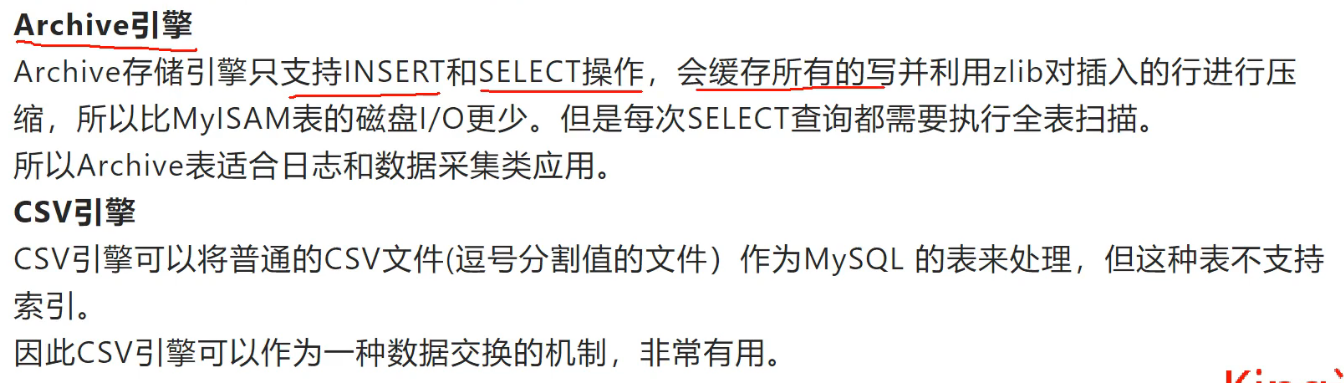 Archive引擎
Archive存储引擎只支持INSERT和SELECT操作，会缓存所有的写并利用zlib对插入的行进行压
缩，所以比MyISAM表的磁盘I/O更少。但是每次SELECT查询都需要执行全表扫描。
所以Archive表适合日志和数据采集类应用。
CSV引擎
CSV引擎可以将普通的CSV文件(逗号分割值的文件）作为MySQL 的表来处理，但这种表不支持
索引。
因此CSV引擎可以作为一种数据交换的机制，非常有用。